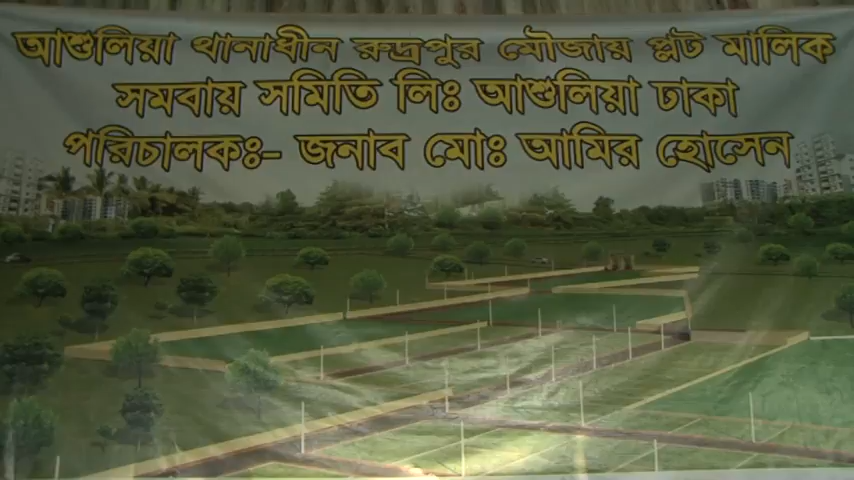 আশুলিয়া থানাধীন রুদ্রপুর মৌজায় প্লট মালিক
সমবায় সমিতি লিঃ আশুলিয়া ঢাকা
পরিচালকঃ- জনাব মোঃ আমির হোসেন